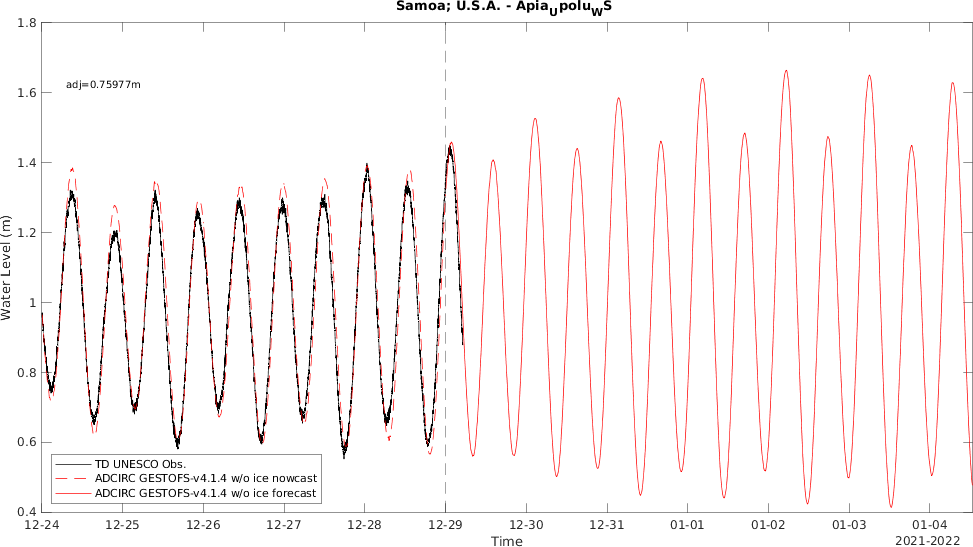 Samoa; U.S.A. - Apia_Upolu_WS
1.8
adj=0.75977m
1.6
1.4
1.2
1
0.8
0.6
0.4
Water Level (m)
TD UNESCO Obs.
ADCIRC GESTOFS-v4.1.4 w/o ice nowcast
ADCIRC GESTOFS-v4.1.4 w/o ice forecast
12-24 12-25 12-26 12-27 12-28 12-29 12-30 12-31 01-01 01-02 01-03 01-04
Time
2021-2022